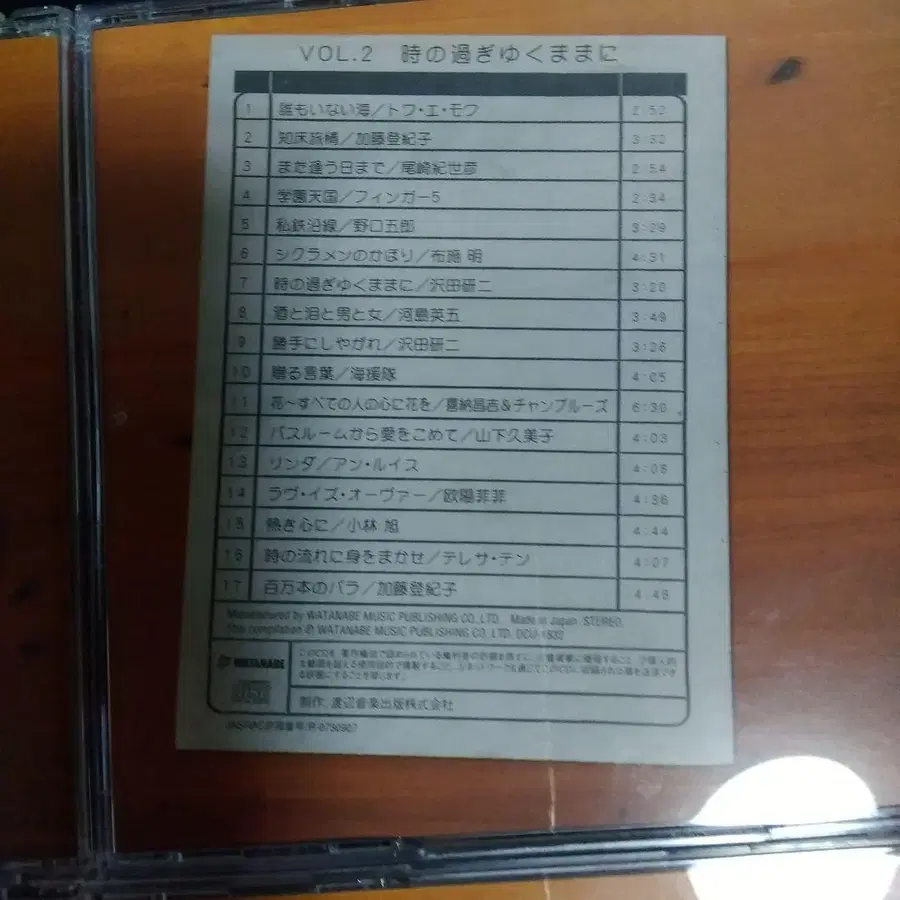 VOL.2 時の過ぎゆくままに
1 誰もいない海／トワ・エ・モワ 2:52
2 知床旅情／加藤登紀子 3:32
3 また逢う日まで／尾崎紀世彦 2:54
4 学園天国／フィンガー5 2:34
5 私鉄沿線／野口五郎 3:29
6 シクラメンのかほり／布施 明 4:31
7 時の過ぎゆくままに／沢田研二 3:20
8 酒と泪と男と女／河島英五 3:49
9 勝手にしやがれ／沢田研二 3:26
10 贈る言葉／海援隊 4:05
11 花〜すべての人の心に花を／喜納昌吉&チャンプルーズ 6:30
12 バスルームから愛をこめて／山下久美子 4:03
13 リンダ／アン・ルイス 4:08
14 ラヴ・イズ・オーヴァー／欧陽菲菲 4:36
15 熱き心に／小林 旭 4:44
16 時の流れに身をまかせ／テレサ・テン 4:07
17 百万本のバラ／加藤登紀子 4:48
Manufactured by WATANABE MUSIC PUBLISHING CO.,LTD. Made in Japan STEREO.
This compilation ℗ WATANABE MUSIC PUBLISHING CO.,LTD. DCU-1532
WATANABE
制作 渡辺音楽出版株式会社